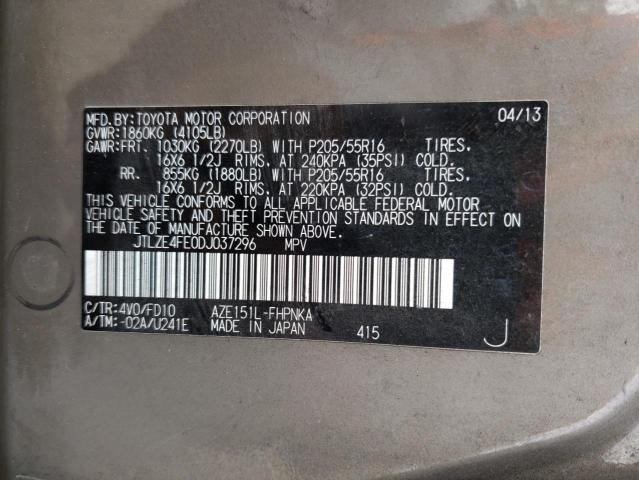 MFD.BY:TOYOTA MOTOR CORPORATION 04/13
GVWR:1860KG (4105LB)
GAWR:FRT. 1030KG (2270LB) WITH P205/55R16 TIRES,
16X6 1/2J RIMS, AT 240KPA (35PSI) COLD.
RR. 855KG (1880LB) WITH P205/55R16 TIRES,
16X6 1/2J RIMS, AT 220KPA (32PSI) COLD.
THIS VEHICLE CONFORMS TO ALL APPLICABLE FEDERAL MOTOR
VEHICLE SAFETY AND THEFT PREVENTION STANDARDS IN EFFECT ON
THE DATE OF MANUFACTURE SHOWN ABOVE.
JTLZE4FE0DJ037296 MPV
C/TR:4V0/FD10 AZE151L-FHPNKA
A/TM:-02A/U241E MADE IN JAPAN 415 J